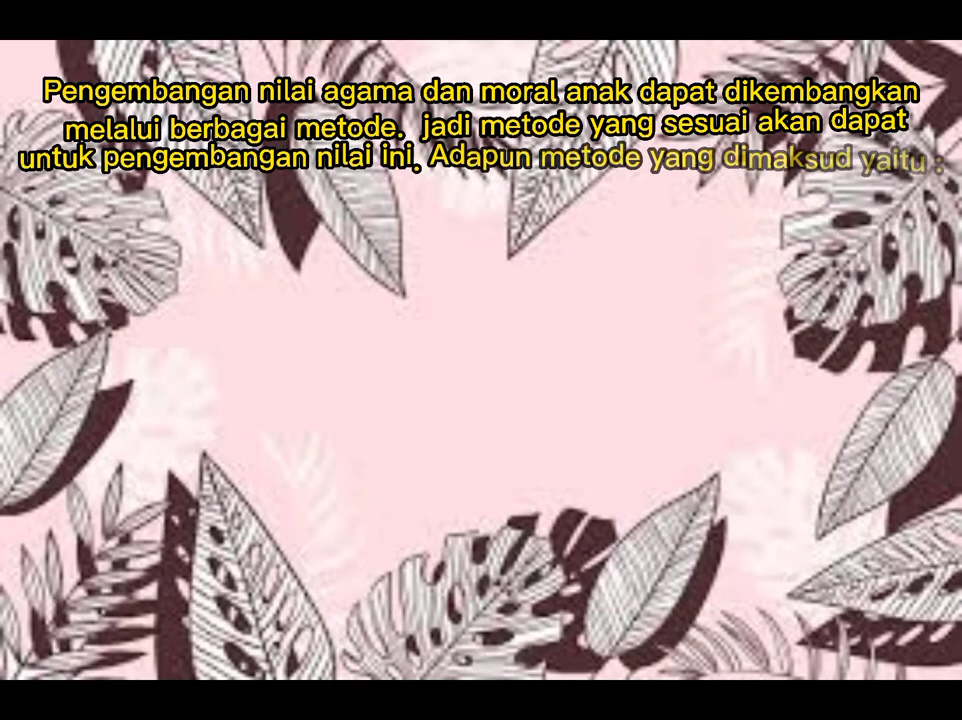 Pengembangan nilai agama dan moral anak dapat dikembangkan
melalui berbagai metode. jadi metode yang sesuai akan dapat
untuk pengembangan nilai ini. Adapun metode yang dimaksud yaitu :